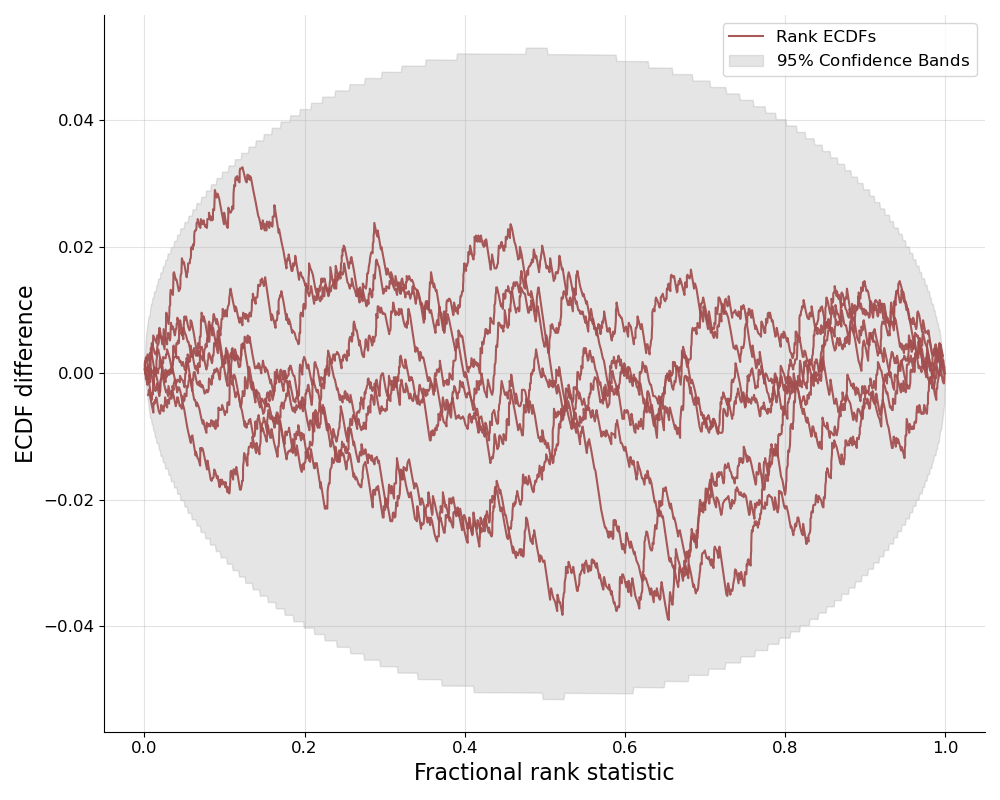 Rank ECDFs
95% Confidence Bands
ECDF difference
0.04
0.02
0.00
−0.02
−0.04
0.0 0.2 0.4 0.6 0.8 1.0
Fractional rank statistic